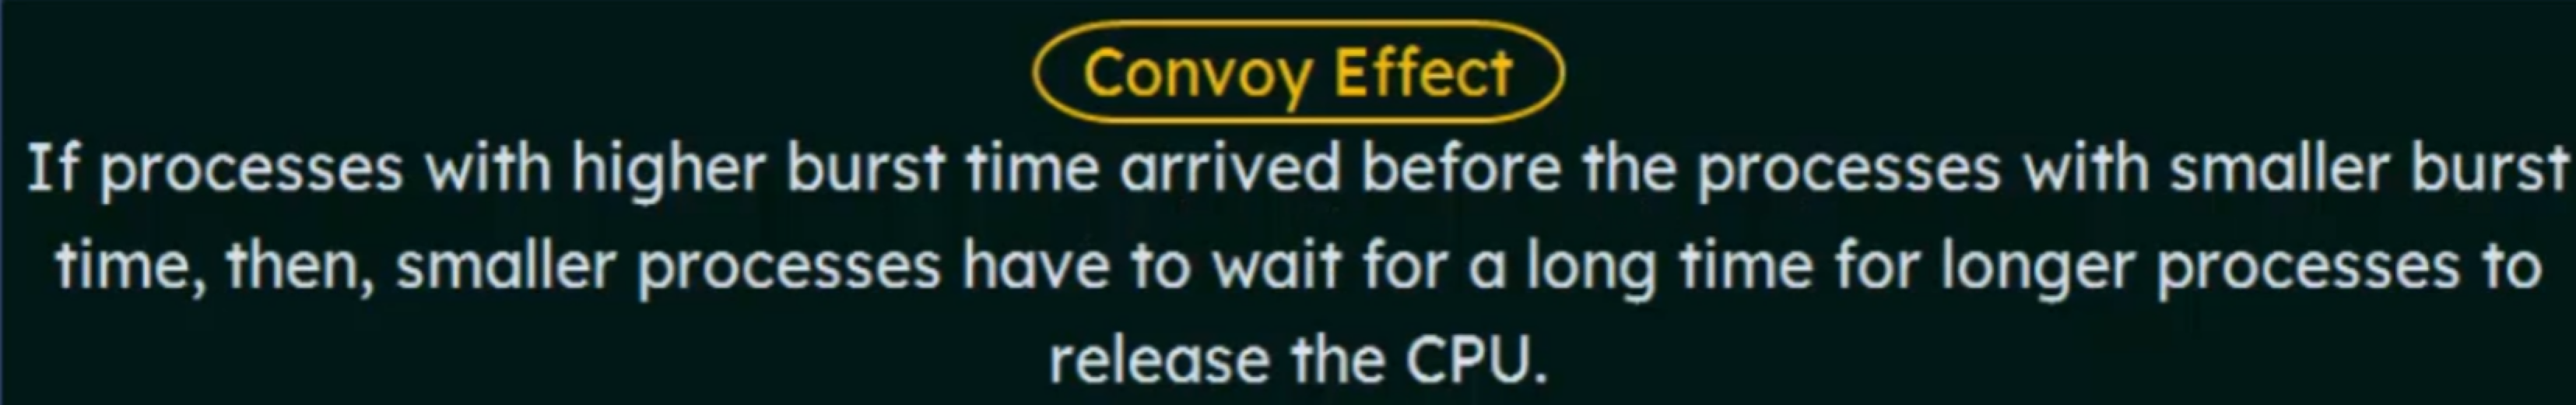 Convoy Effect
If processes with higher burst time arrived before the processes with smaller burst
time, then, smaller processes have to wait for a long time for longer processes to
release the CPU.